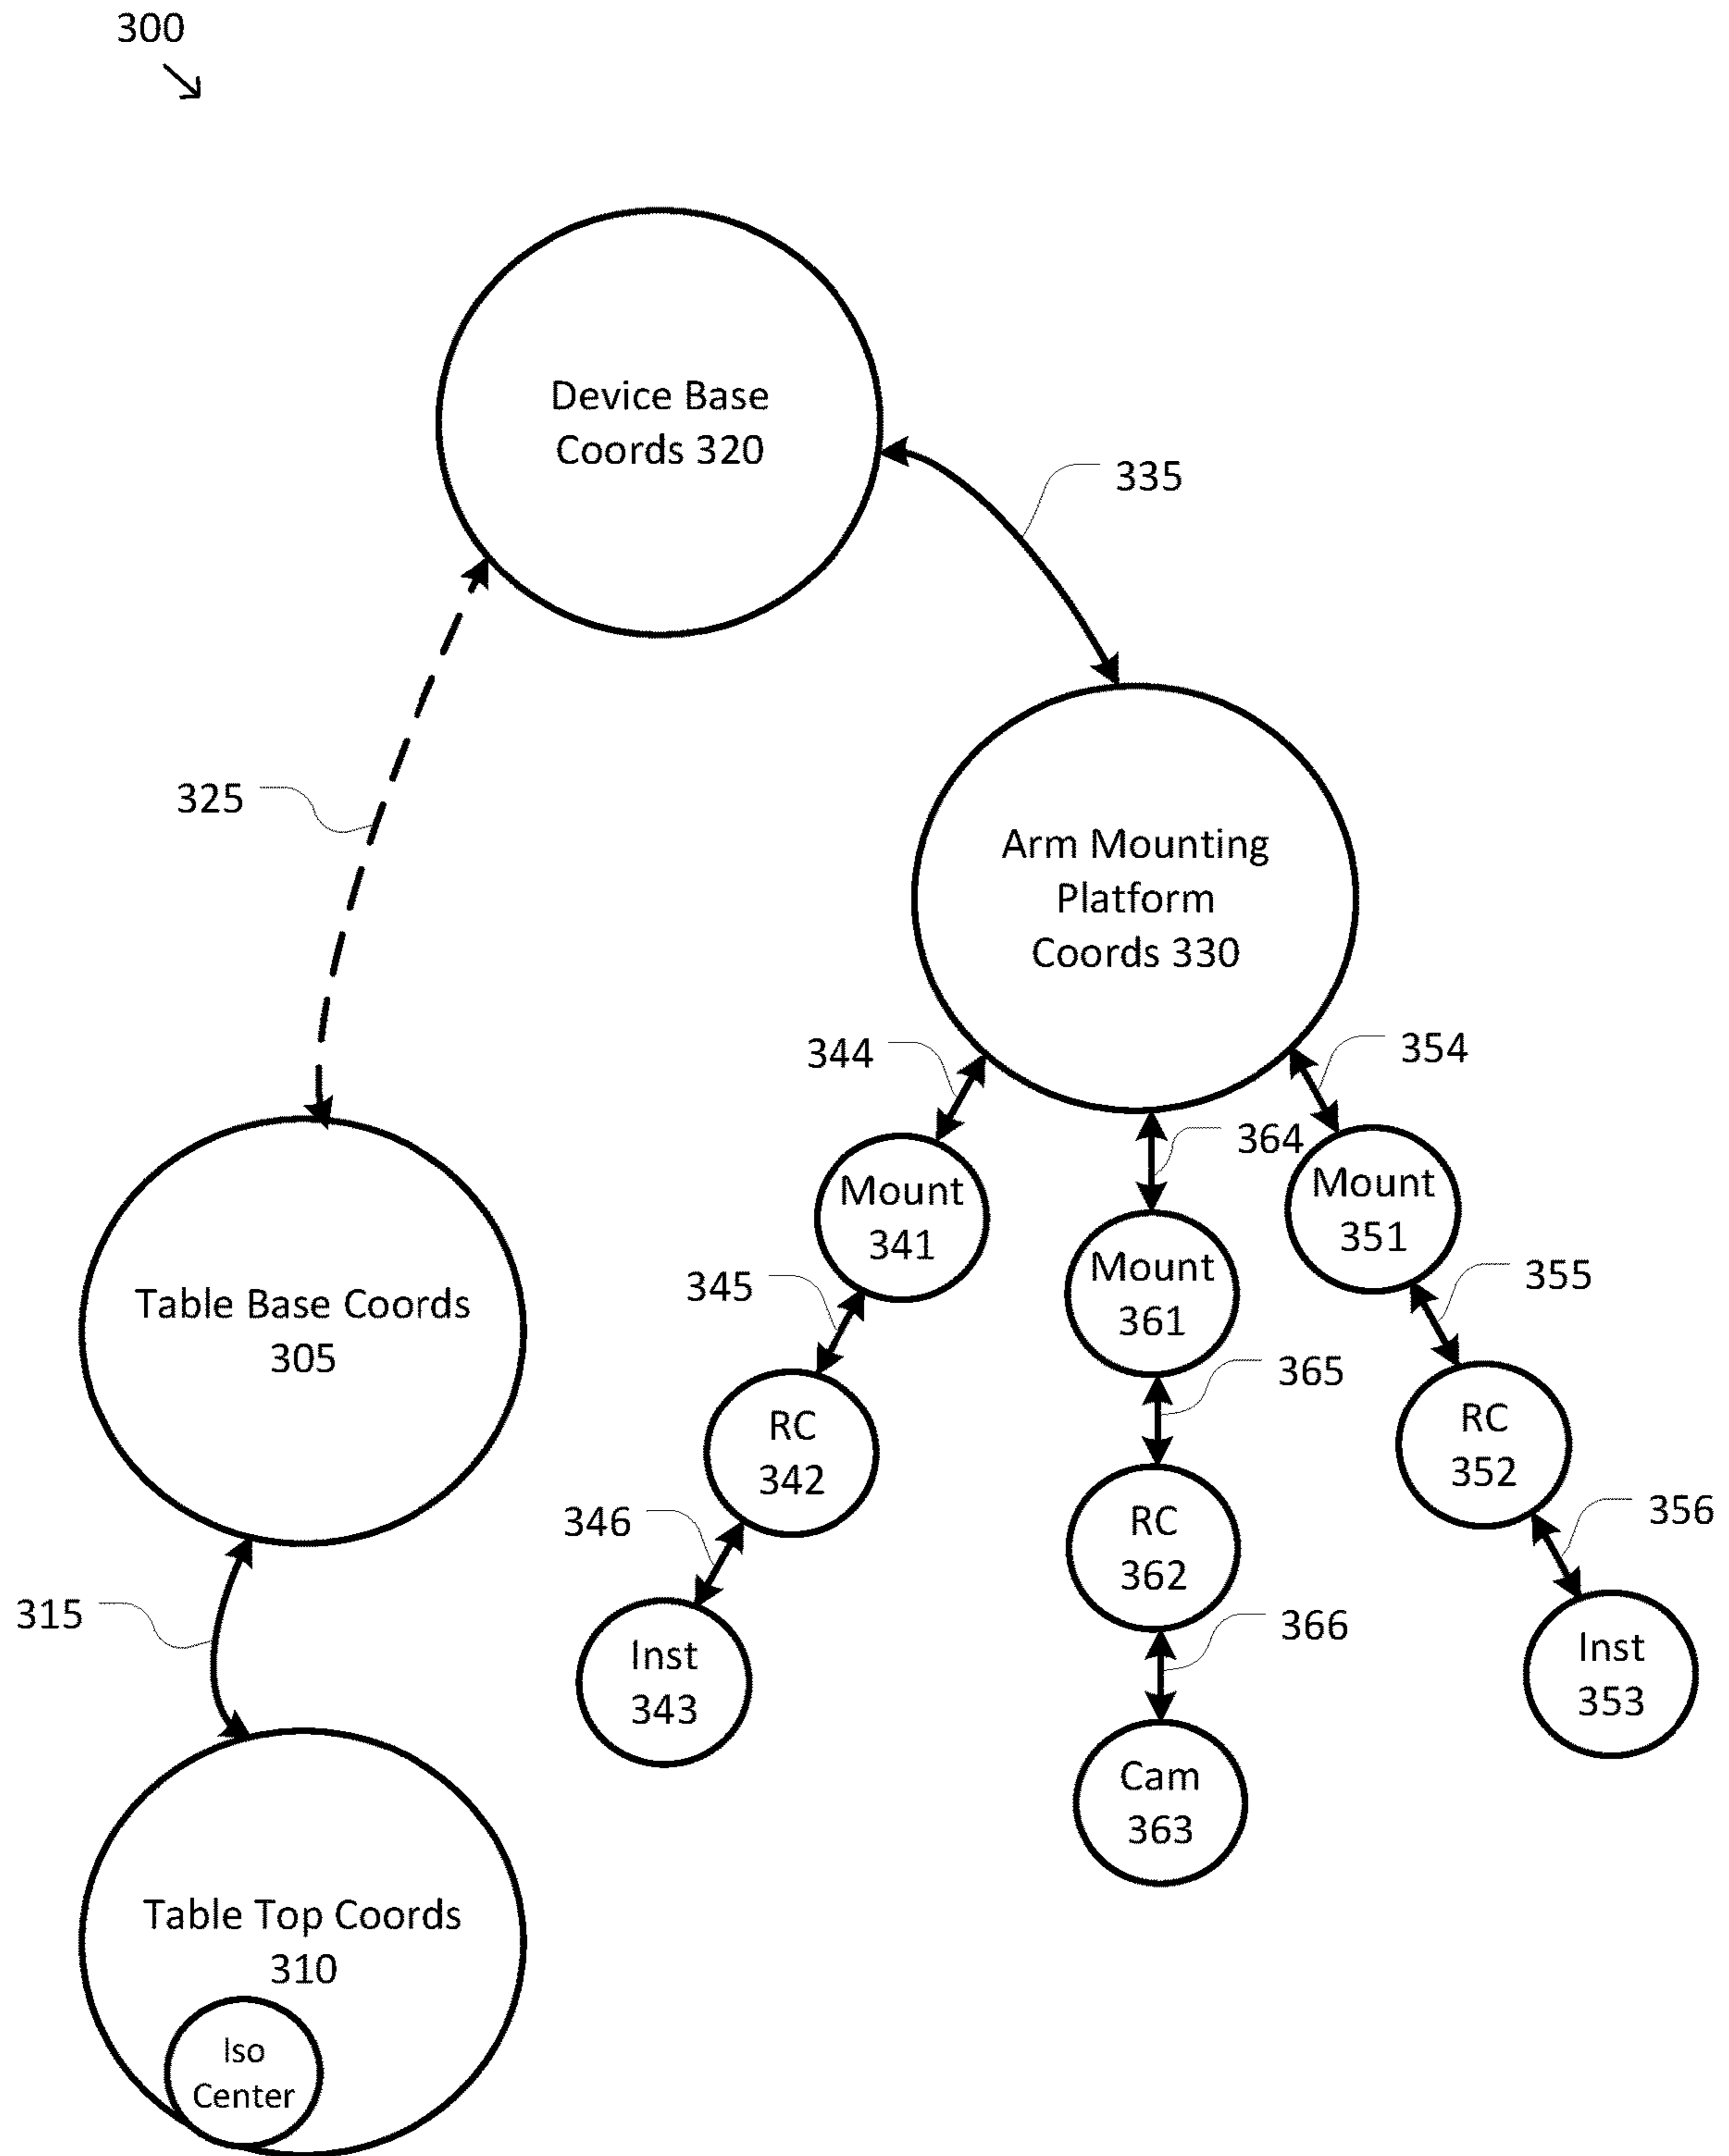 300
Device Base
Coords 320
335
325
Arm Mounting
Platform
Coords 330
344
354
364
Mount
341
Mount
351
Mount
361
345
355
Table Base Coords
305
365
RC
342
RC
352
RC
362
346
356
315
366
Inst
343
Inst
353
Cam
363
Table Top Coords
310
Iso
Center